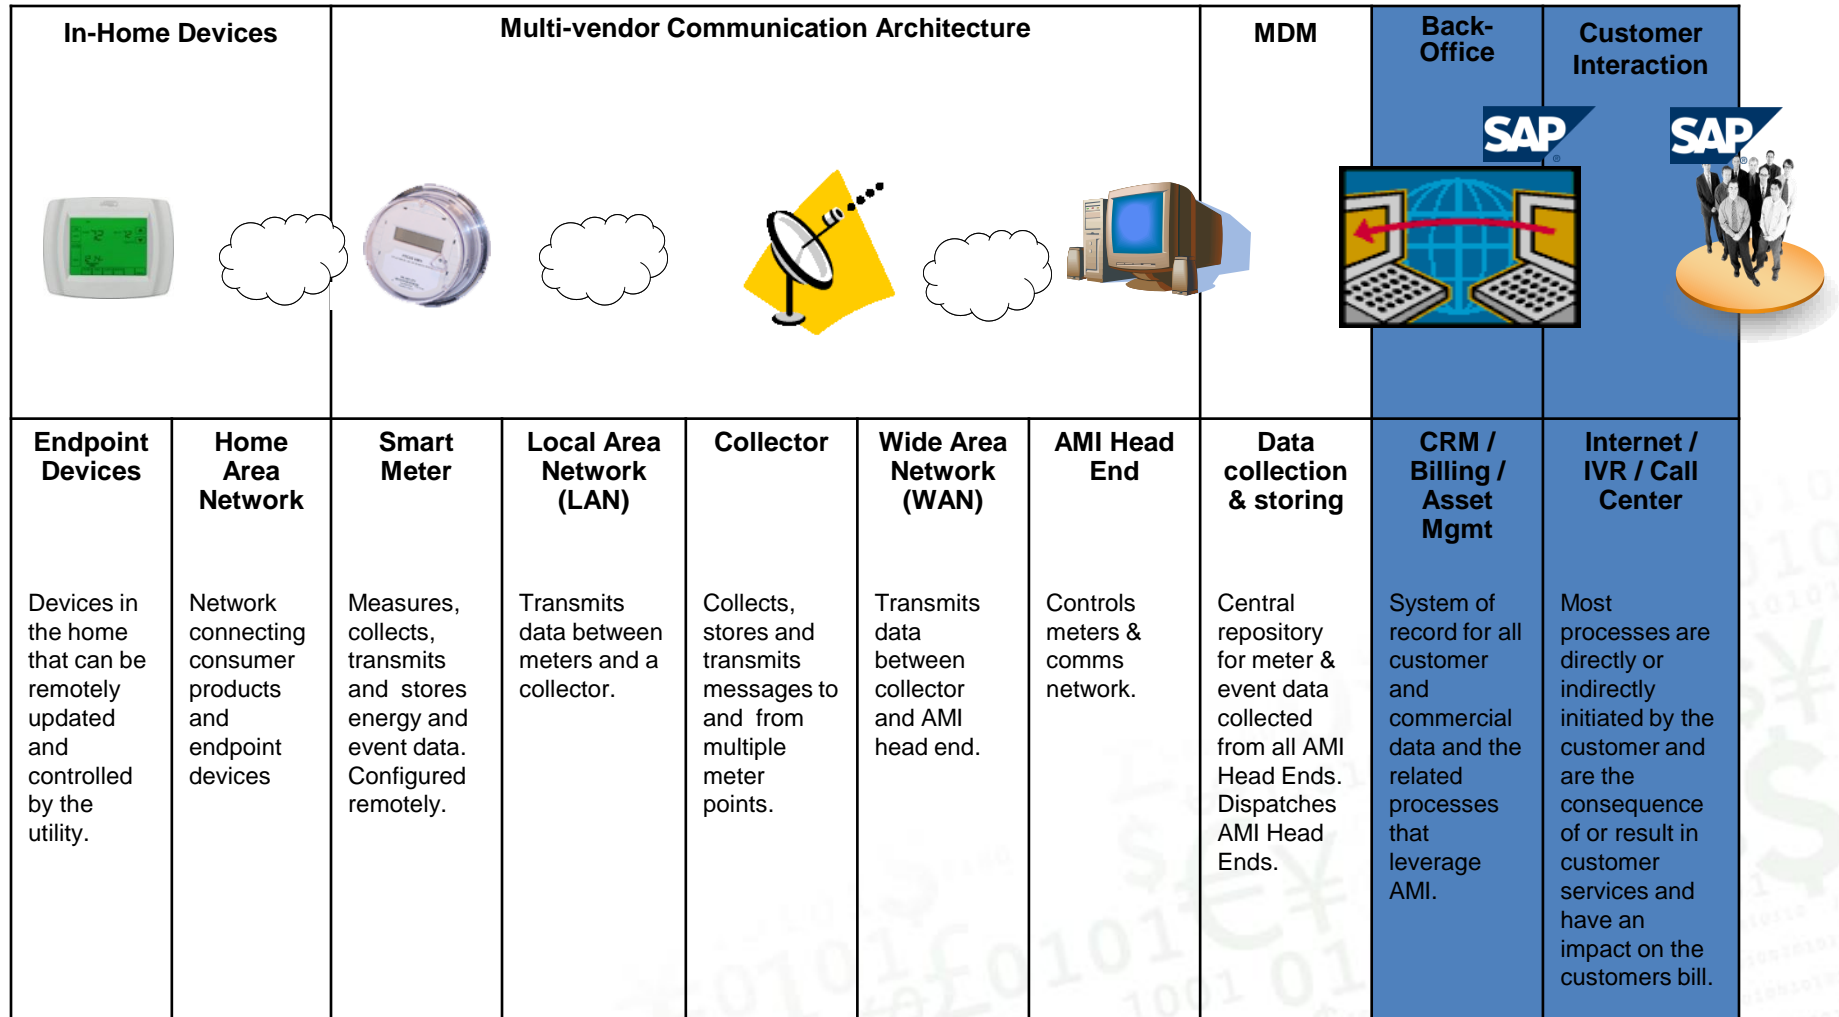 In-Home Devices
Multi-vendor Communication Architecture
MDM
Back-
Office
Customer
Interaction
SAP
SAP
Endpoint
Devices
Home
Area
Network
Smart
Meter
Local Area
Network
(LAN)
Collector
Wide Area
Network
(WAN)
AMI Head
End
Data
collection
& storing
CRM /
Billing /
Asset
Mgmt
Internet /
IVR / Call
Center
Devices in
the home
that can be
remotely
updated
and
controlled
by the
utility.
Network
connecting
consumer
products
and
endpoint
devices
Measures,
collects,
transmits
and stores
energy and
event data.
Configured
remotely.
Transmits
data between
meters and a
collector.
Collects,
stores and
transmits
messages to
and from
multiple
meter
points.
Transmits
data
between
collector
and AMI
head end.
Controls
meters &
comms
network.
Central
repository
for meter &
event data
collected
from all AMI
Head Ends.
Dispatches
AMI Head
Ends.
System of
record for all
customer
and
commercial
data and the
related
processes
that
leverage
AMI.
Most
processes are
directly or
indirectly
initiated by the
customer and
are the
consequence
of or result in
customer
services and
have an
impact on the
customers bill.